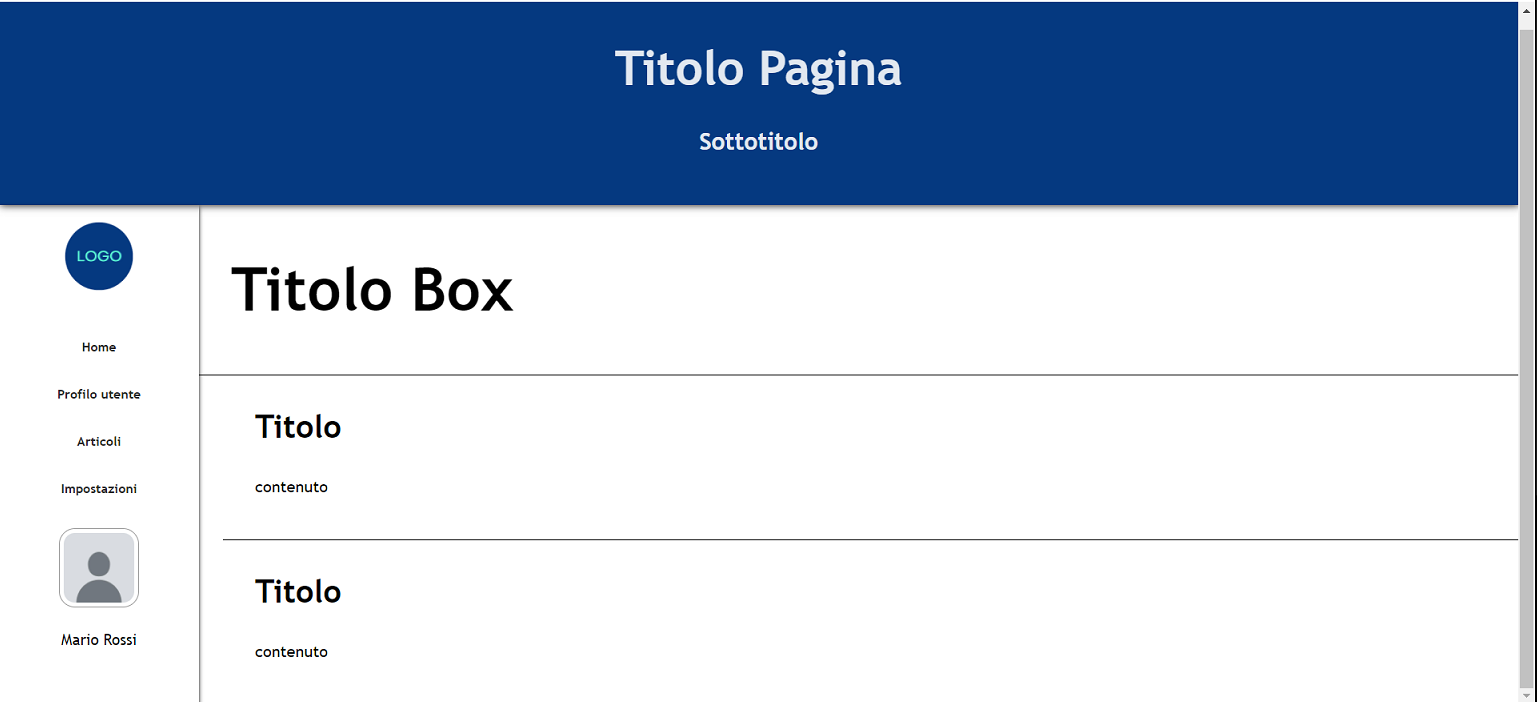 Titolo Pagina
Sottotitolo
LOGO
Home
Profilo utente
Articoli
Impostazioni
Mario Rossi
Titolo Box
Titolo
contenuto
Titolo
contenuto